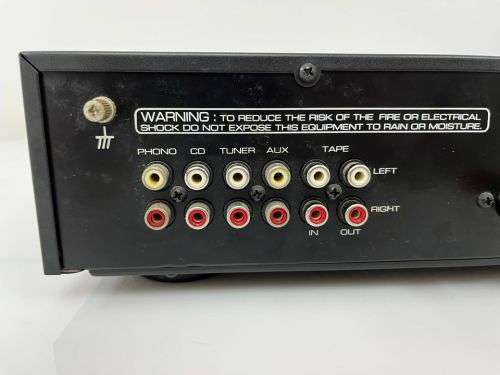 WARNING : TO REDUCE THE RISK OF THE FIRE OR ELECTRICAL
SHOCK DO NOT EXPOSE THIS EQUIPMENT TO RAIN OR MOISTURE.
PHONO CD TUNER AUX TAPE
LEFT
RIGHT
IN OUT